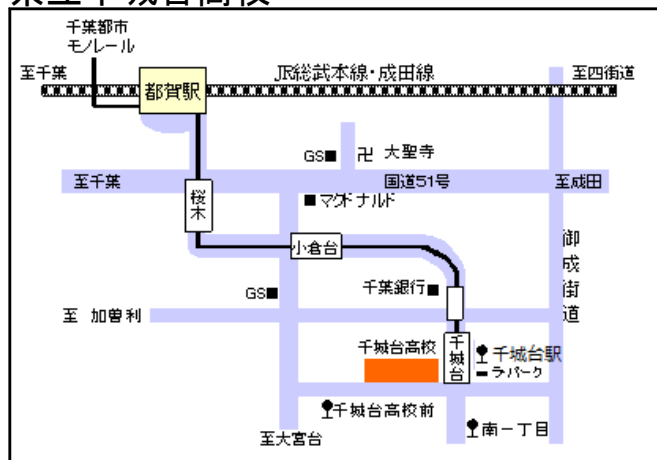 千葉都市
モノレール
至千葉
都賀駅
JR総武本線・成田線
至四街道
GS■ 卍 大聖寺
至千葉
国道51号
至成田
桜木
■マクドナルド
小倉台
御成街道
GS■
千葉銀行■
至 加曽利
千城台高校
千城台
千城台駅
ラパーク
千城台高校前
南一丁目
至大宮台